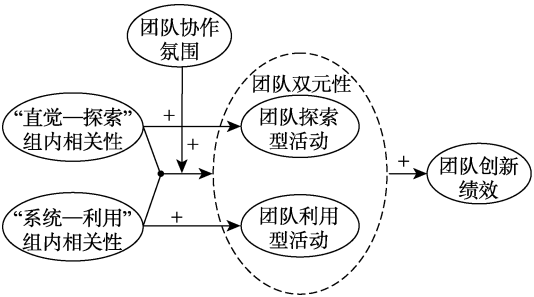 团队协作
氛围
团队双元性
“直觉—探索”
组内相关性
+
团队探索
型活动
+
+
团队创新
绩效
“系统—利用”
组内相关性
+
团队利用
型活动